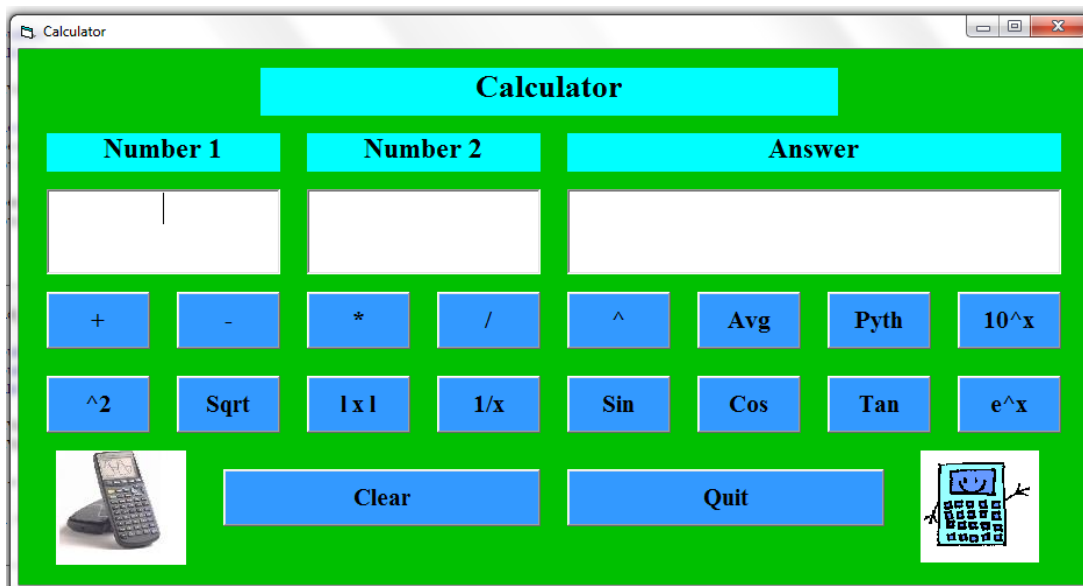 Calculator
Calculator
Number 1 Number 2 Answer
+ - * / ^ Avg Pyth 10^x
^2 Sqrt l x l 1/x Sin Cos Tan e^x
Clear Quit